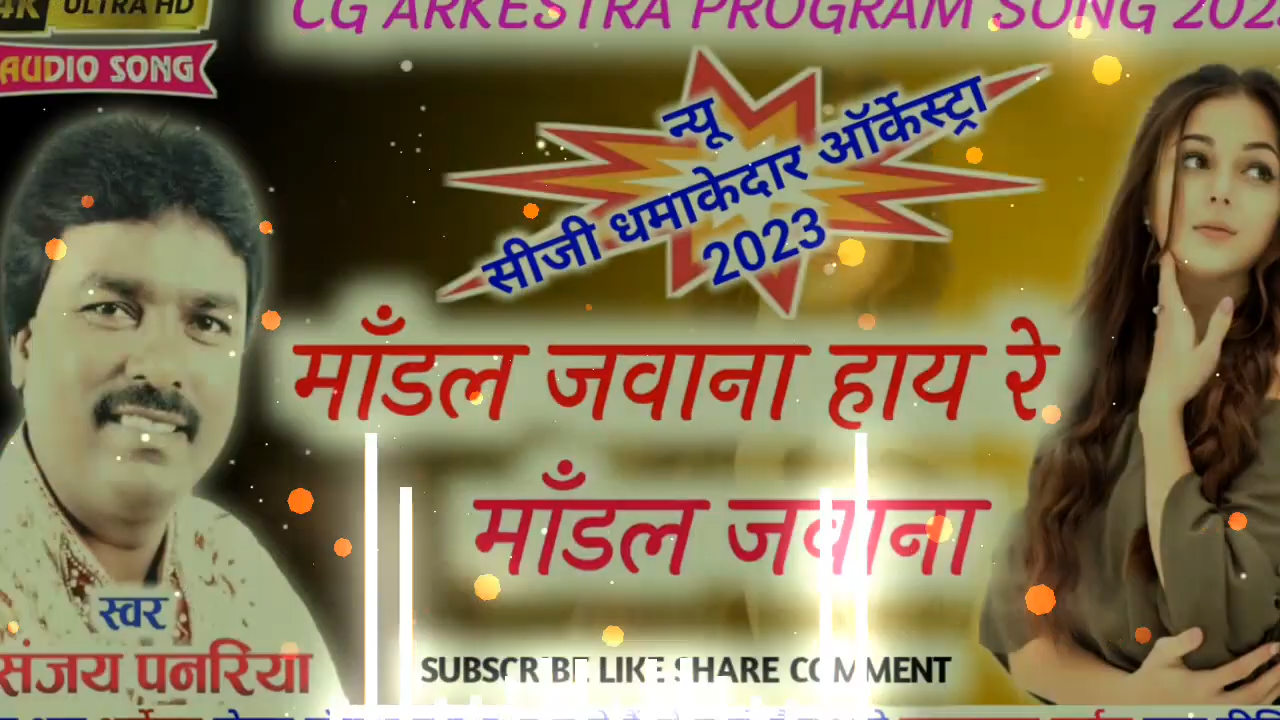 4K ULTRA HD
CG ARKESTRA PROGRAM SONG 202
AUDIO SONG
न्यू
सीजी धमाकेदार ऑर्केस्ट्रा
2023
माँडल जवाना हाय रे
माँडल जवाना
स्वर
संजय पनरिया
SUBSCRIBE LIKE SHARE COMMENT